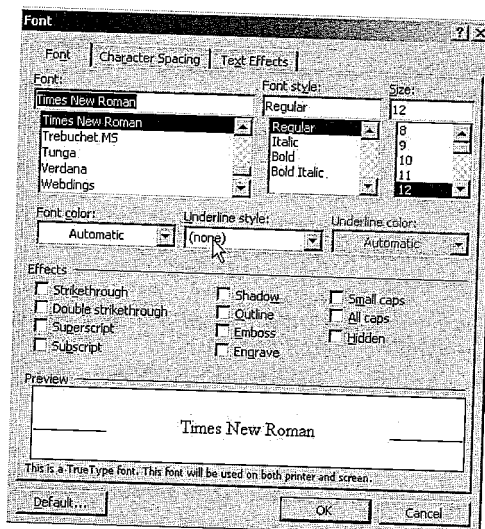 Font
? X
Font Character Spacing Text Effects
Font: Font style: Size:
Times New Roman Regular 12
Times New Roman Regular 8
Trebuchet MS Italic 9
Tunga Bold 10
Verdana Bold Italic 11
Webdings 12
Font color: Underline style: Underline color:
Automatic (none) Automatic
Effects
Strikethrough Shadow Small caps
Double strikethrough Outline All caps
Superscript Emboss Hidden
Subscript Engrave
Preview
Times New Roman
This is a TrueType font. This font will be used on both printer and screen.
Default... OK Cancel